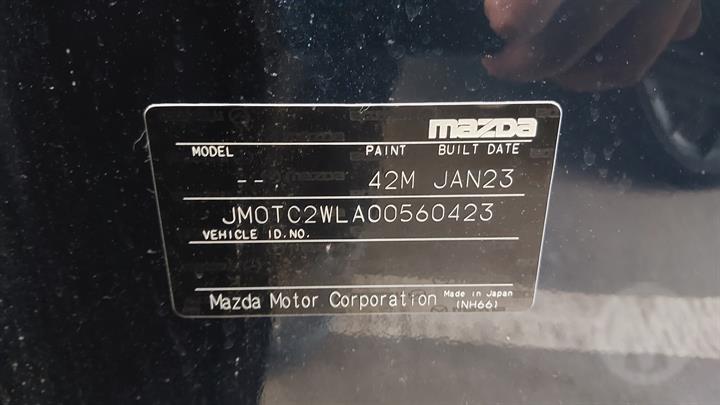 mazda
MODEL PAINT BUILT DATE
-- 42M JAN23
JM0TC2WLA00560423
VEHICLE ID.NO.
Mazda Motor Corporation Made in Japan
(NH66)